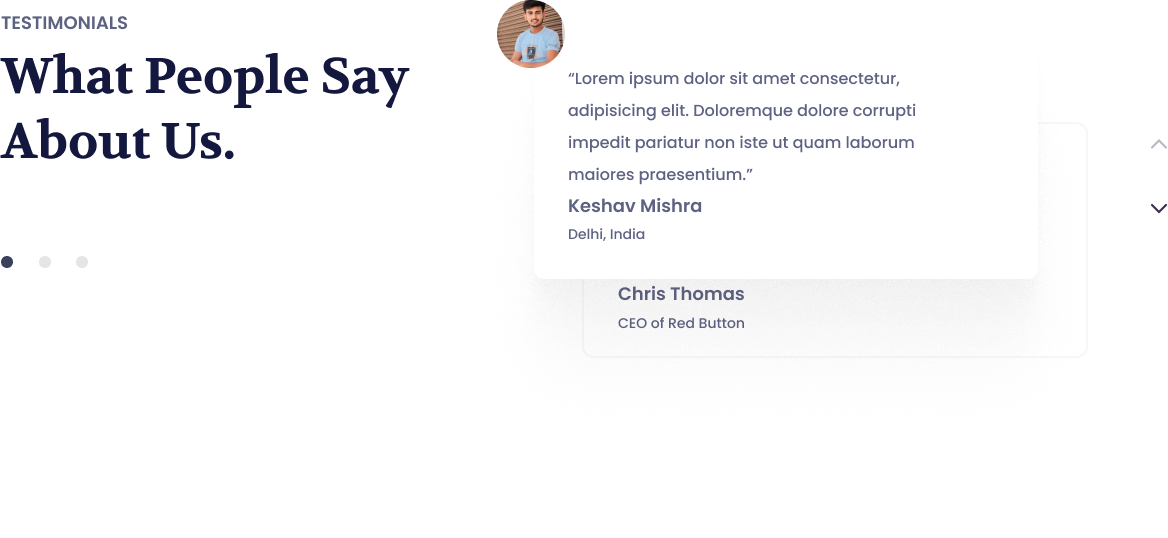 TESTIMONIALS
What People Say
About Us.
“Lorem ipsum dolor sit amet consectetur,
adipisicing elit. Doloremque dolore corrupti
impedit pariatur non iste ut quam laborum
maiores praesentium.”
Keshav Mishra
Delhi, India
Chris Thomas
CEO of Red Button